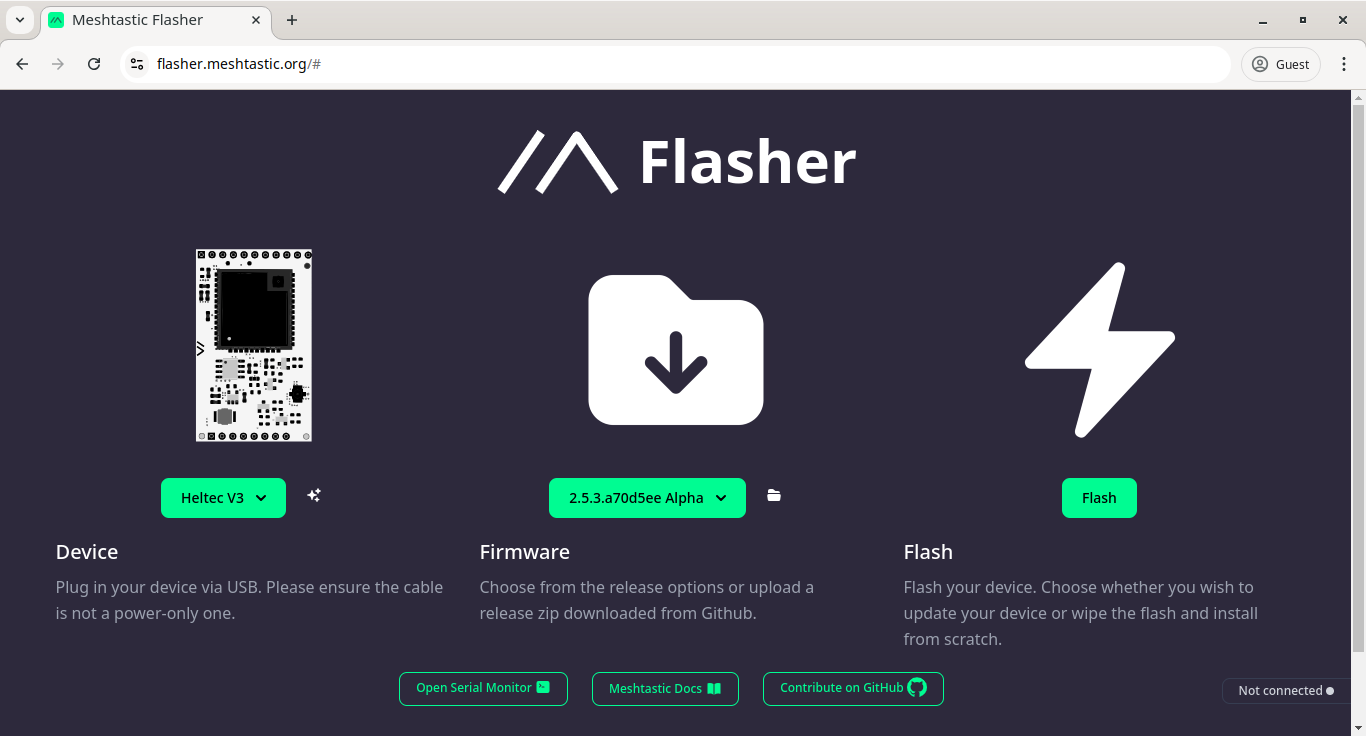 Meshtastic Flasher
flasher.meshtastic.org/#
Guest
Flasher
Heltec V3
2.5.3.a70d5ee Alpha
Flash
Device
Plug in your device via USB. Please ensure the cable
is not a power-only one.
Firmware
Choose from the release options or upload a
release zip downloaded from Github.
Flash
Flash your device. Choose whether you wish to
update your device or wipe the flash and install
from scratch.
Open Serial Monitor
Meshtastic Docs
Contribute on GitHub
Not connected